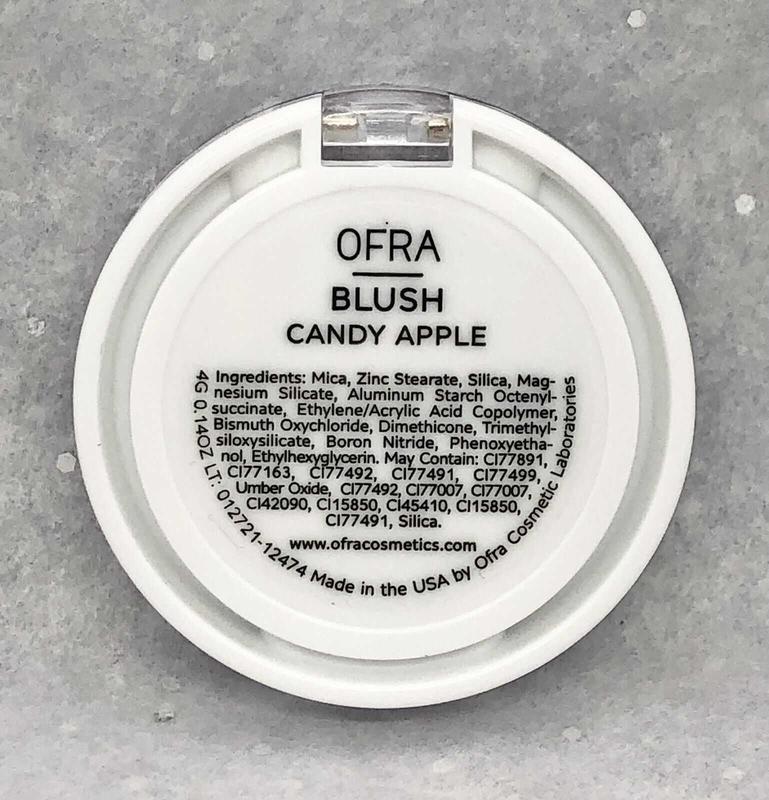 OFRA
BLUSH
CANDY APPLE
Ingredients: Mica, Zinc Stearate, Silica, Mag-
nesium Silicate, Aluminum Starch Octenyl-
succinate, Ethylene/Acrylic Acid Copolymer,
Bismuth Oxychloride, Dimethicone, Trimethyl-
siloxysilicate, Boron Nitride, Phenoxyetha-
nol, Ethylhexyglycerin. May Contain: CI77891,
CI77163, CI77492, CI77491, CI77499,
Umber Oxide, CI77492, CI77007, CI77007,
CI42090, CI15850, CI45410, CI15850,
CI77491, Silica.
www.ofracosmetics.com
4G 0.14OZ LT: 012721-12474 Made in the USA by Ofra Cosmetic Laboratories